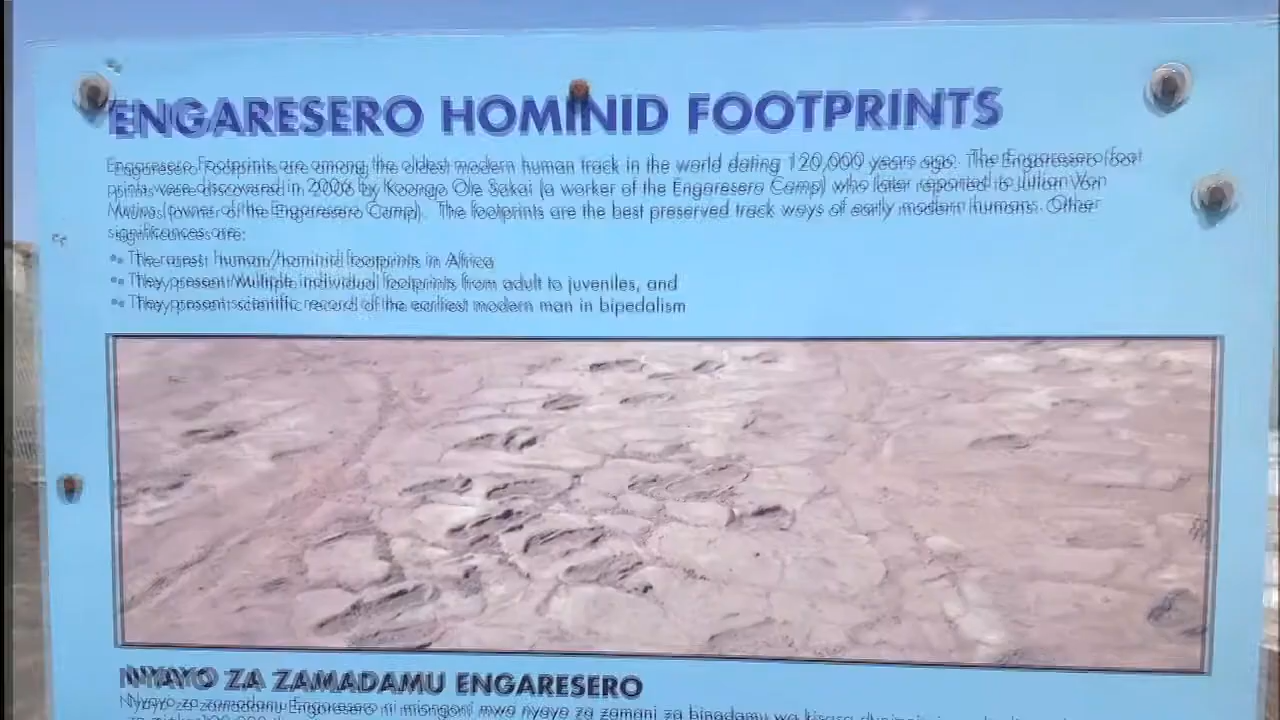 ENGARESERO HOMINID FOOTPRINTS
Engaresero Footprints are among the oldest modern human track in the world dating 120,000 years ago. The Engaresero foot
prints were discovered in 2006 by Koongo Ole Sakai (a worker of the Engaresero Camp) who later reported to Julian Von
(owner of the Engaresero Camp). The footprints are the best preserved track ways of early modern humans. Other
significances are:
• The rarest human/hominid footprints in Africa
• They present Multiple individual footprints from adult to juveniles, and
• They present scientific record of the earliest modern man in bipedalism
NYAYO ZA ZAMADAMU ENGARESERO
Nyayo za zamadamu Engaresero ni miongoni mwa nyayo za zamani za binadamu wa kisasa